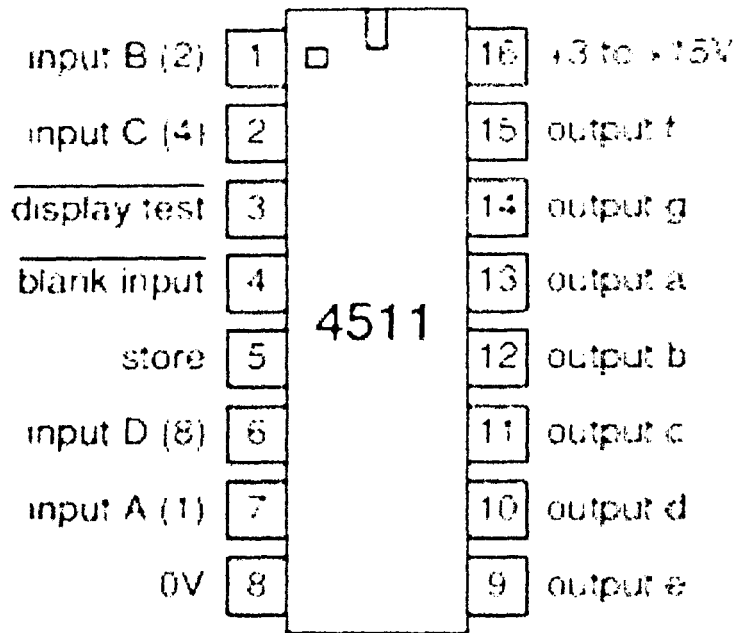 input B (2) 1 16 +3 to +15V
input C (4) 2 15 output f
display test 3 14 output g
blank input 4 13 output a
4511
store 5 12 output b
input D (8) 6 11 output c
input A (1) 7 10 output d
0V 8 9 output e